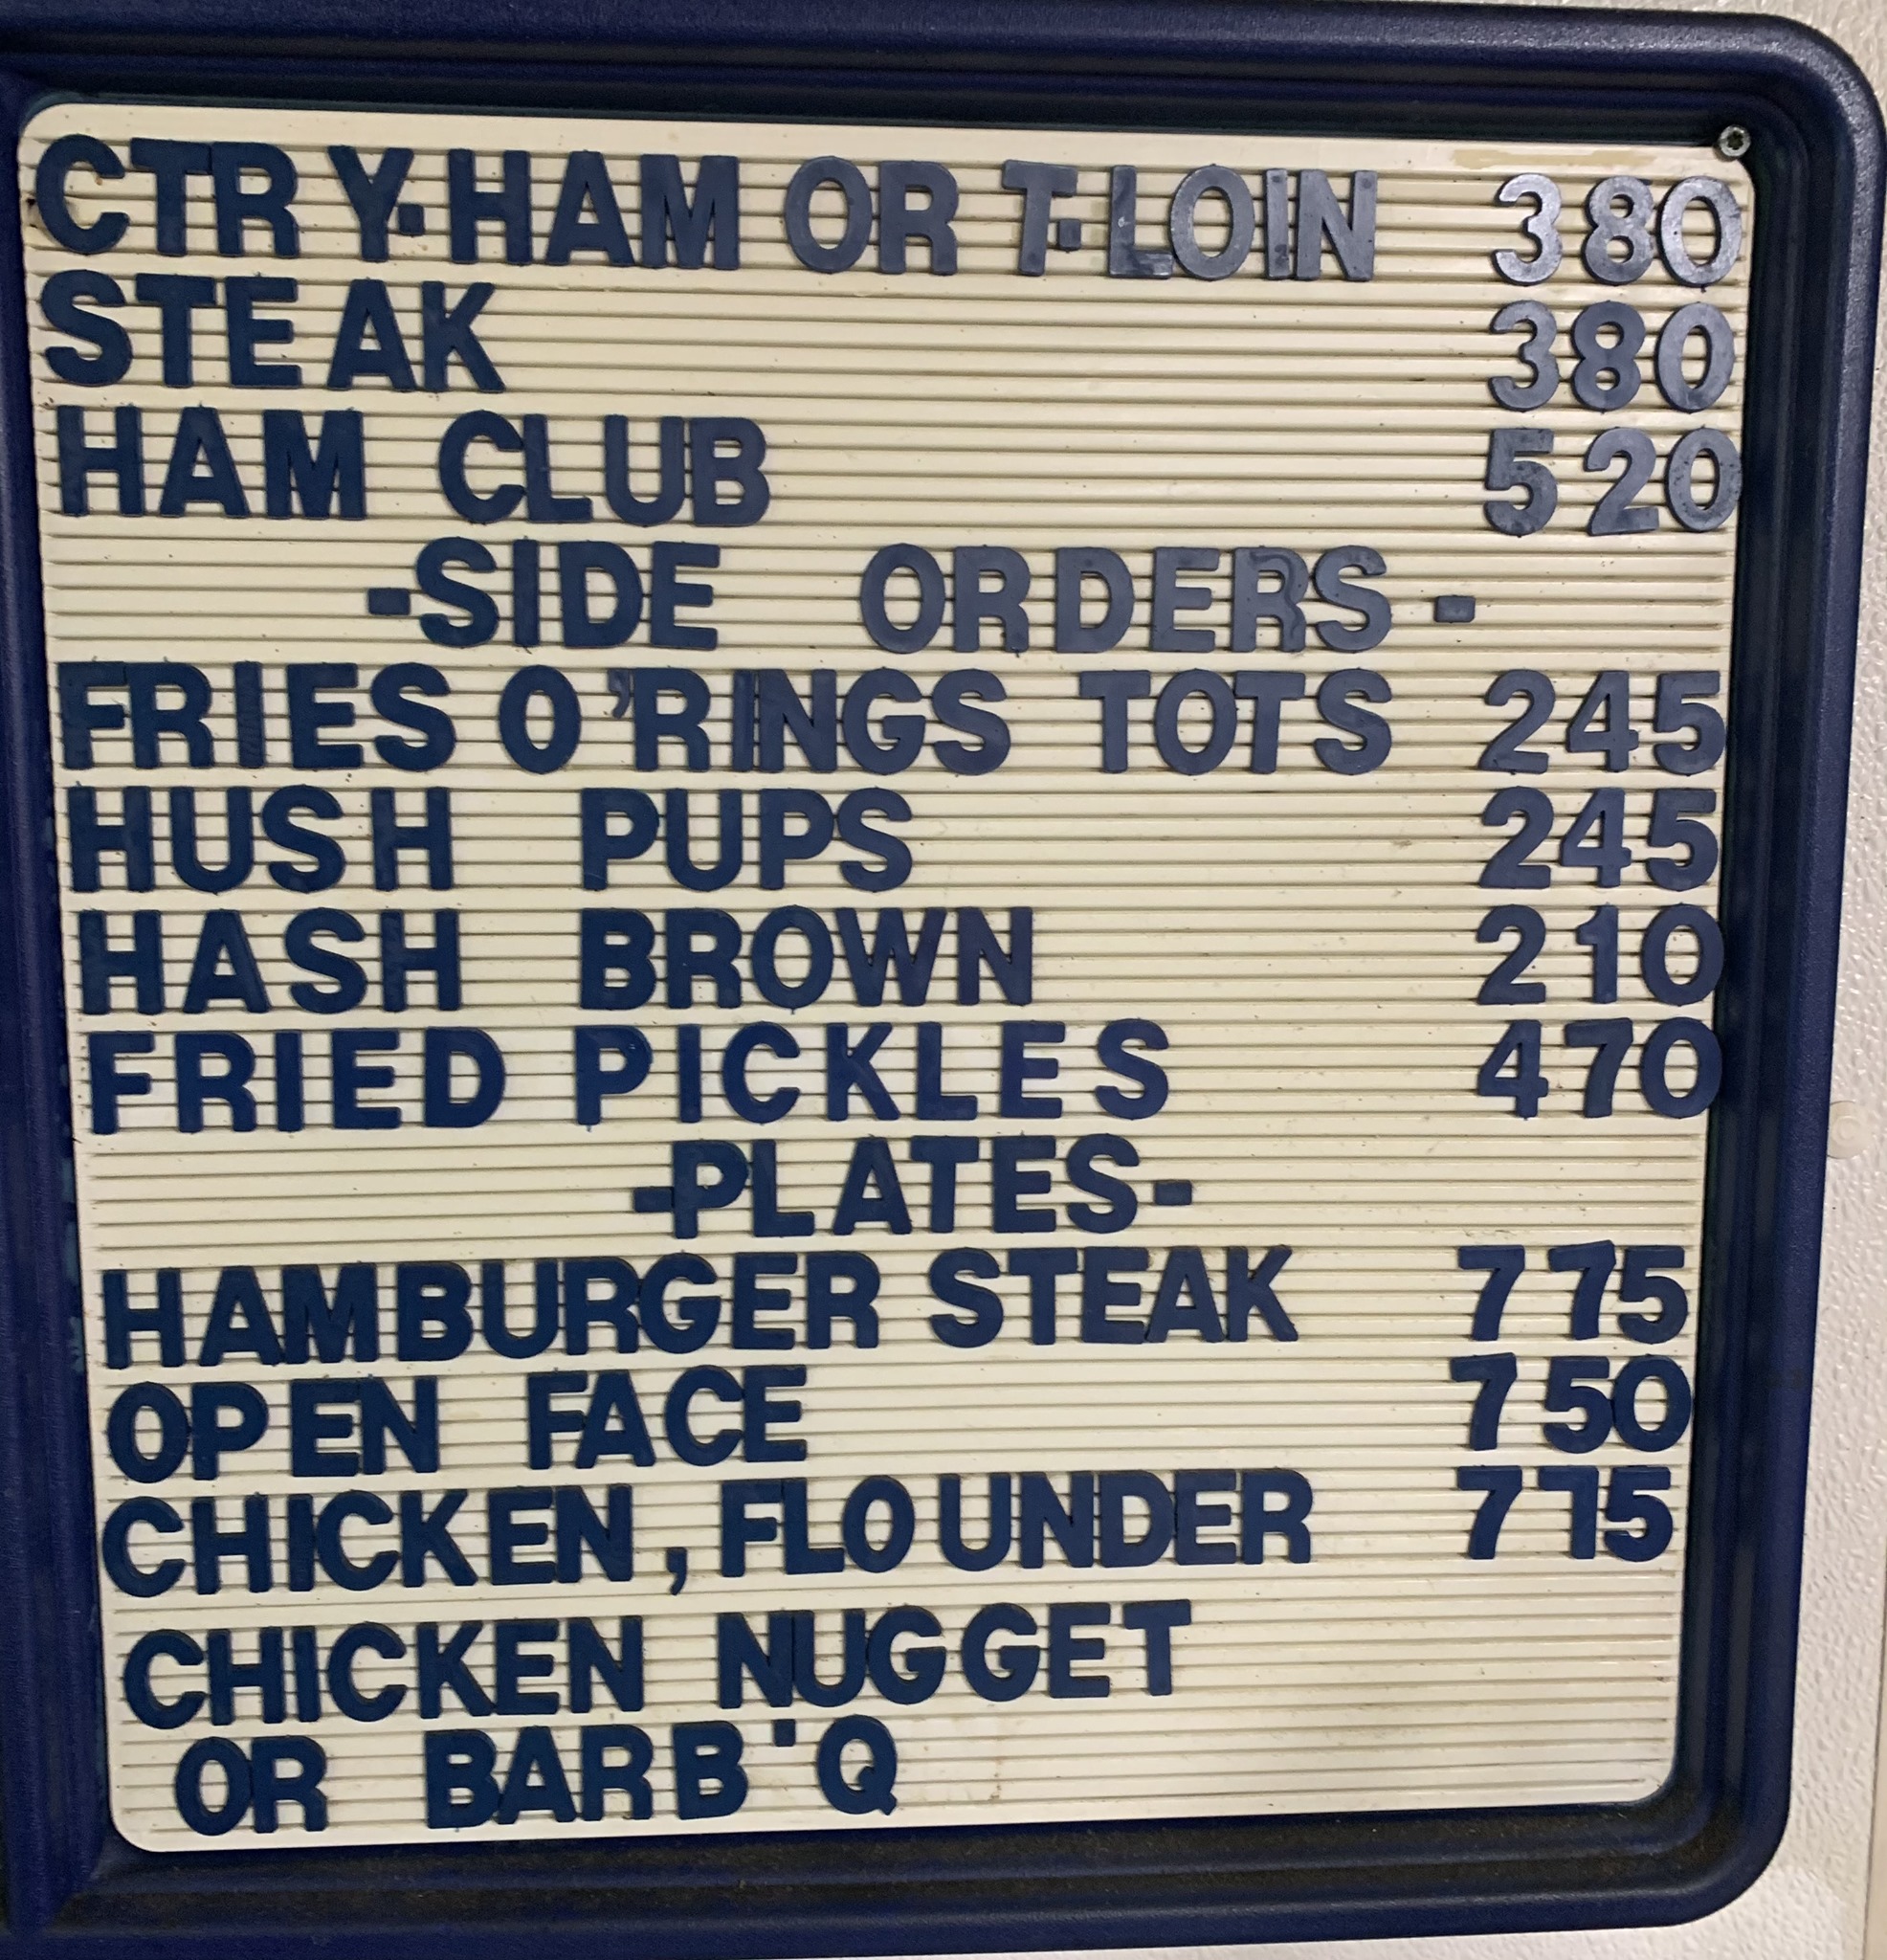 CTRY-HAM OR T-LOIN 380
STEAK 380
HAM CLUB 520
-SIDE ORDERS-
FRIES O'RINGS TOTS 245
HUSH PUPS 245
HASH BROWN 210
FRIED PICKLES 470
-PLATES-
HAMBURGER STEAK 775
OPEN FACE 750
CHICKEN, FLOUNDER 775
CHICKEN NUGGET
OR BARB'Q